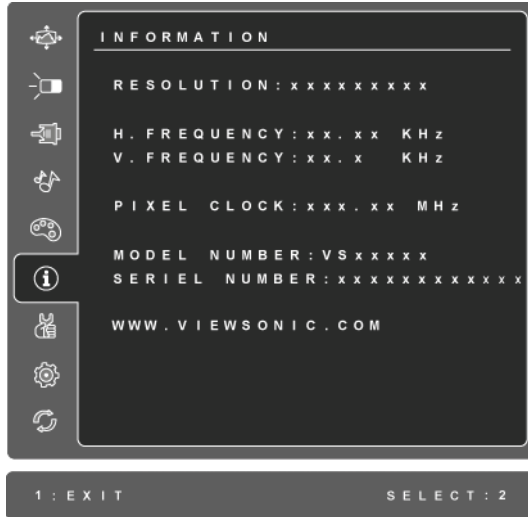 INFORMATION
RESOLUTION:xxxxxxxxx
H.FREQUENCY:xx.xx KHz
V.FREQUENCY:xx.x KHz
PIXEL CLOCK:xxx.xx MHz
MODEL NUMBER:VSxxxxx
SERIEL NUMBER:xxxxxxxxxxxx
WWW.VIEWSONIC.COM
1:EXIT SELECT:2